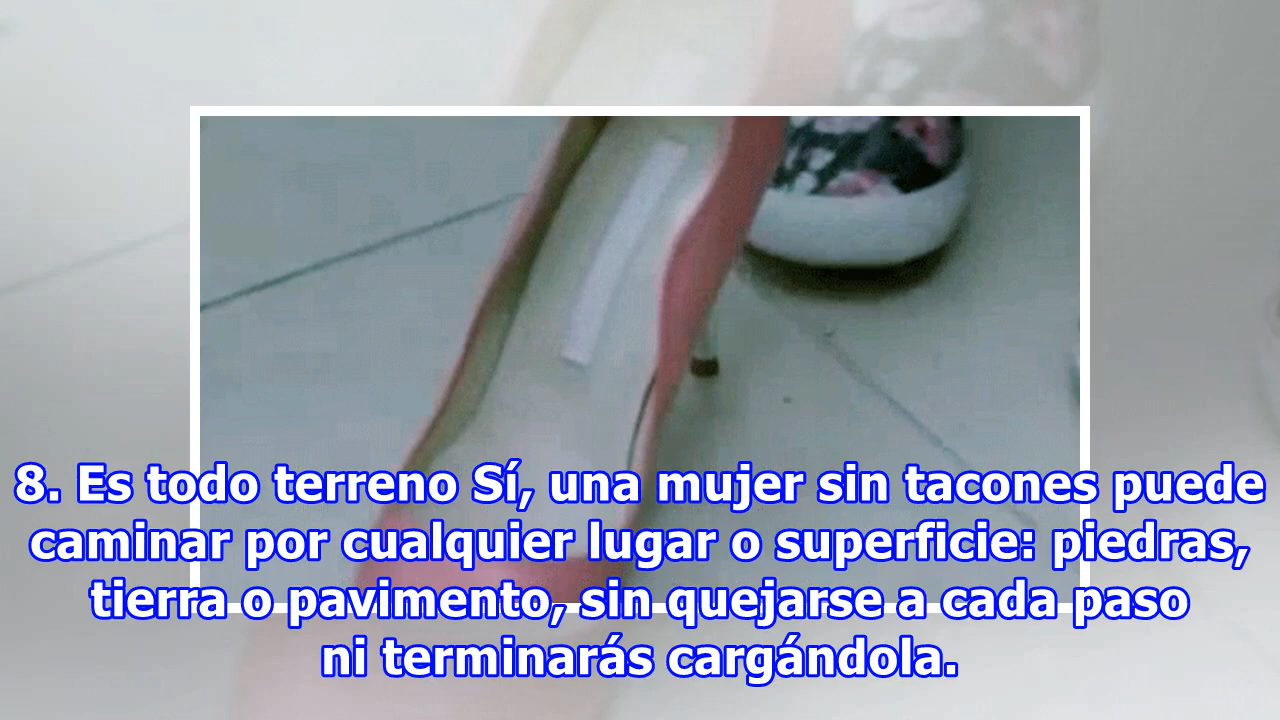 8. Es todo terreno Sí, una mujer sin tacones puede
caminar por cualquier lugar o superficie: piedras,
tierra o pavimento, sin quejarse a cada paso
ni terminarás cargándola.